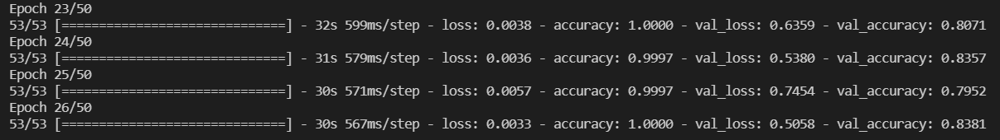 Epoch 23/50
53/53 [==============================] - 32s 599ms/step - loss: 0.0038 - accuracy: 1.0000 - val_loss: 0.6359 - val_accuracy: 0.8071
Epoch 24/50
53/53 [==============================] - 31s 579ms/step - loss: 0.0036 - accuracy: 0.9997 - val_loss: 0.5380 - val_accuracy: 0.8357
Epoch 25/50
53/53 [==============================] - 30s 571ms/step - loss: 0.0057 - accuracy: 0.9997 - val_loss: 0.7454 - val_accuracy: 0.7952
Epoch 26/50
53/53 [==============================] - 30s 567ms/step - loss: 0.0033 - accuracy: 1.0000 - val_loss: 0.5058 - val_accuracy: 0.8381